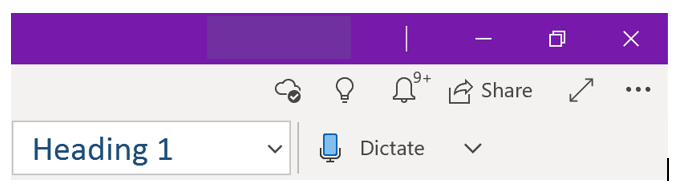 9+ Share
Heading 1 Dictate